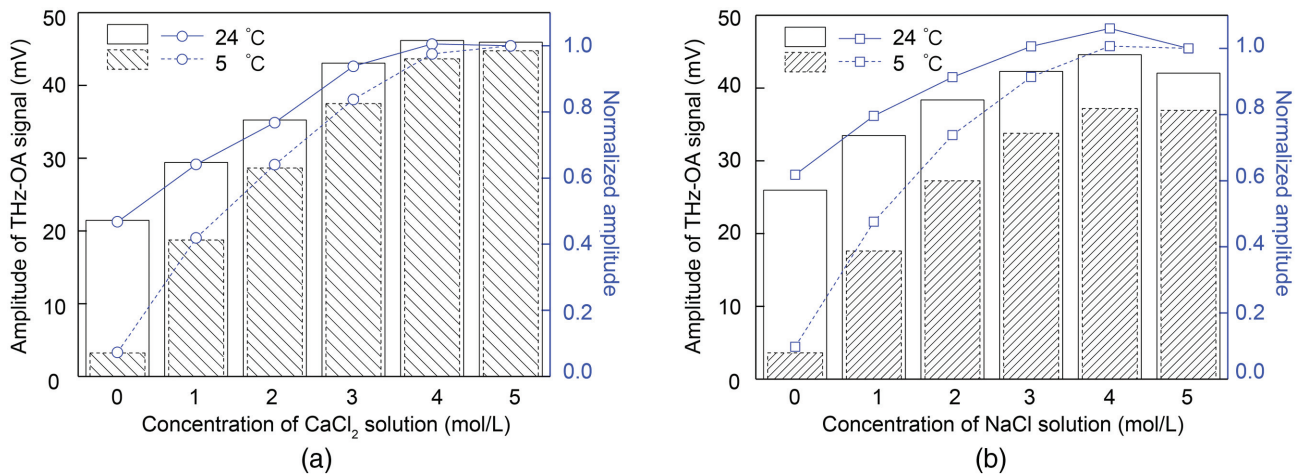 50
40
30
20
10
0
Amplitude of THz-OA signal (mV)
24 °C
5 °C
1.0
0.8
0.6
0.4
0.2
0.0
Normalized amplitude
0 1 2 3 4 5
Concentration of CaCl₂ solution (mol/L)
(a)
50
40
30
20
10
0
Amplitude of THz-OA signal (mV)
24 °C
5 °C
1.0
0.8
0.6
0.4
0.2
0.0
Normalized amplitude
0 1 2 3 4 5
Concentration of NaCl solution (mol/L)
(b)